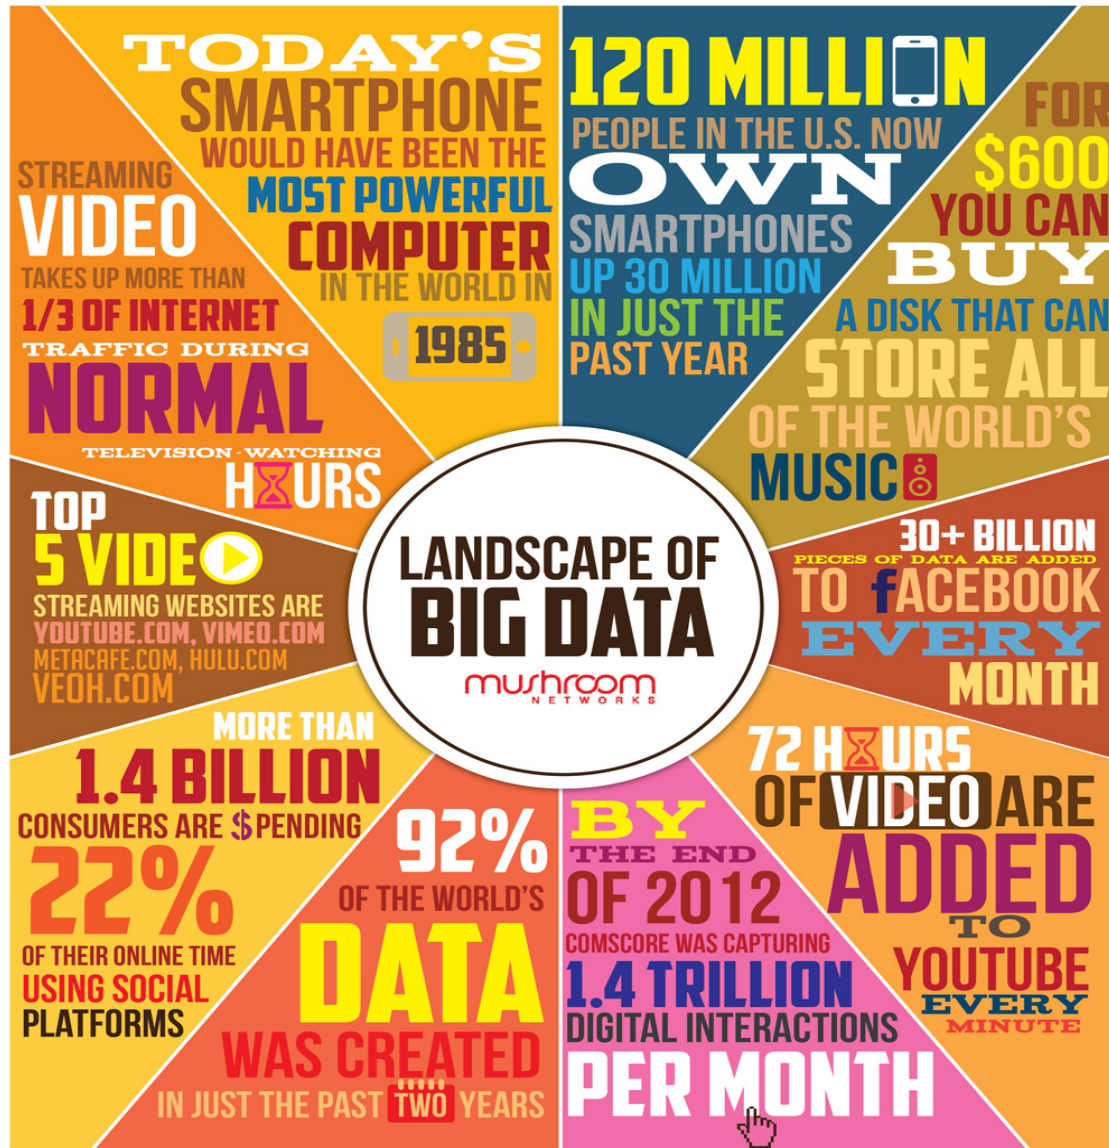 TODAY'S
SMARTPHONE
WOULD HAVE BEEN THE
MOST POWERFUL
COMPUTER
IN THE WORLD IN
1985
120 MILLION
PEOPLE IN THE U.S. NOW
OWN
SMARTPHONES
UP 30 MILLION
IN JUST THE
PAST YEAR
FOR
$600
YOU CAN
BUY
A DISK THAT CAN
STORE ALL
OF THE WORLD'S
MUSIC
30+ BILLION
PIECES OF DATA ARE ADDED
TO fACEBOOK
EVERY
MONTH
72 HOURS
OF VIDEO ARE
ADDED
TO
YOUTUBE
EVERY
MINUTE
BY
THE END
OF 2012
COMSCORE WAS CAPTURING
1.4 TRILLION
DIGITAL INTERACTIONS
PER MONTH
92%
OF THE WORLD'S
DATA
WAS CREATED
IN JUST THE PAST TWO YEARS
MORE THAN
1.4 BILLION
CONSUMERS ARE $PENDING
22%
OF THEIR ONLINE TIME
USING SOCIAL
PLATFORMS
TOP
5 VIDEO
STREAMING WEBSITES ARE
YOUTUBE.COM, VIMEO.COM
METACAFE.COM, HULU.COM
VEOH.COM
STREAMING
VIDEO
TAKES UP MORE THAN
1/3 OF INTERNET
TRAFFIC DURING
NORMAL
TELEVISION-WATCHING
HOURS
LANDSCAPE OF
BIG DATA
mushroom
NETWORKS